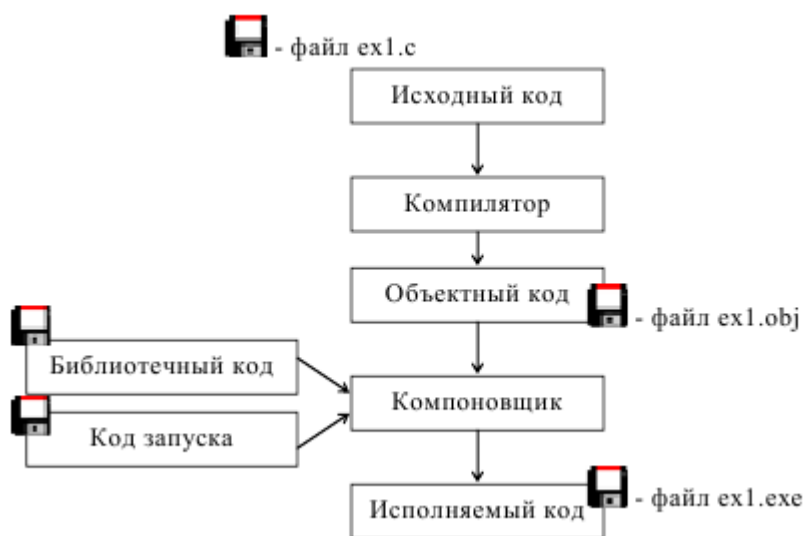 - файл ex1.c
Исходный код
Компилятор
Объектный код
- файл ex1.obj
Библиотечный код
Компоновщик
Код запуска
- файл ex1.exe
Исполняемый код